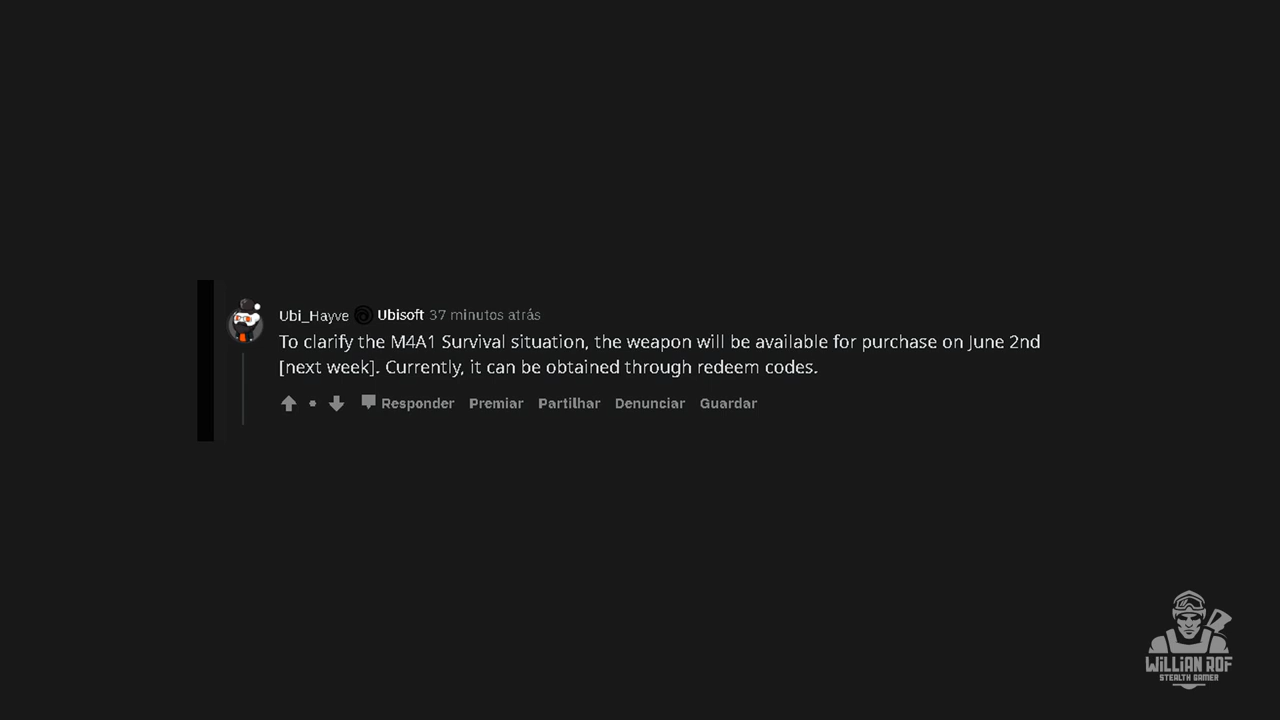 Ubi_Hayve Ubisoft 37 minutos atrás
To clarify the M4A1 Survival situation, the weapon will be available for purchase on June 2nd
[next week]. Currently, it can be obtained through redeem codes.
Responder Premiar Partilhar Denunciar Guardar
WiLLiAN ROF
STEALTH GAMER